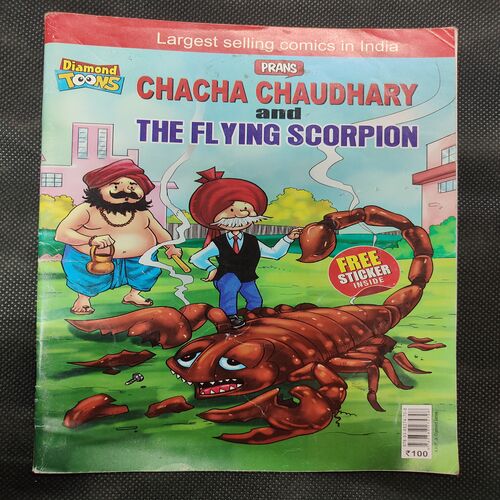 Largest selling comics in India
Diamond
TOONS
PRANS
CHACHA CHAUDHARY
and
THE FLYING SCORPION
FREE
STICKER
INSIDE
₹100